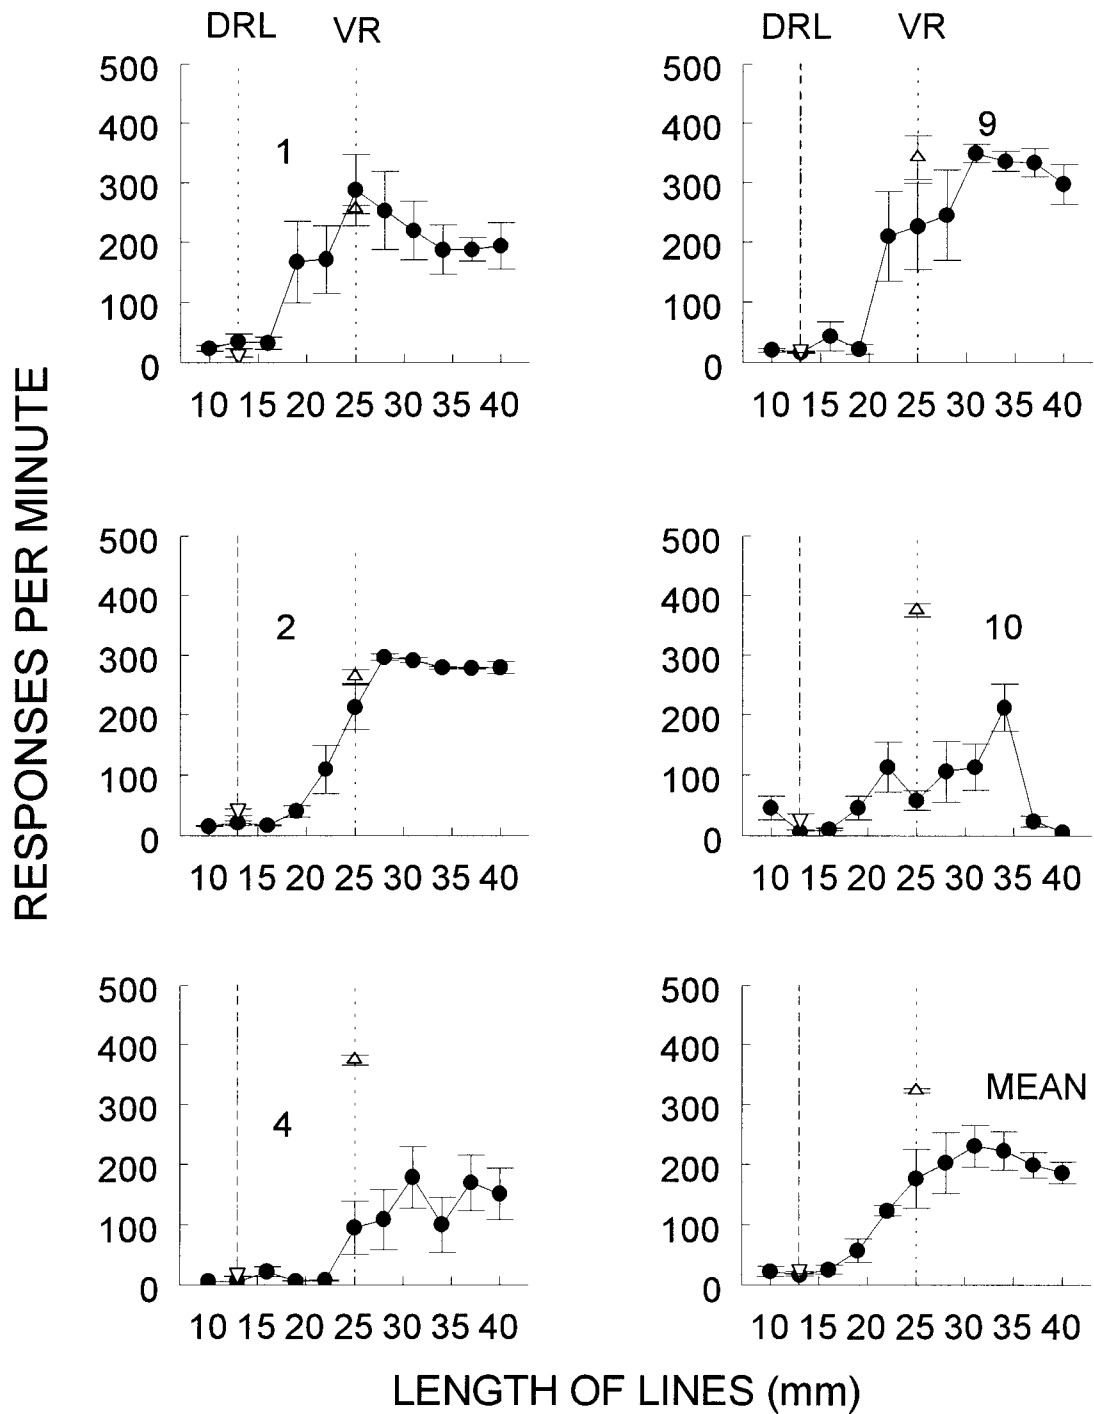 DRL VR DRL VR
500 500
400 9
1 400
300 300
200 200
100 100
0 0
10 15 20 25 30 35 40 10 15 20 25 30 35 40
RESPONSES PER MINUTE
500 500
400 400
2 10
300 300
200 200
100 100
0 0
10 15 20 25 30 35 40 10 15 20 25 30 35 40
500 500
400 400
300 300 MEAN
4
200 200
100 100
0 0
10 15 20 25 30 35 40 10 15 20 25 30 35 40
LENGTH OF LINES (mm)